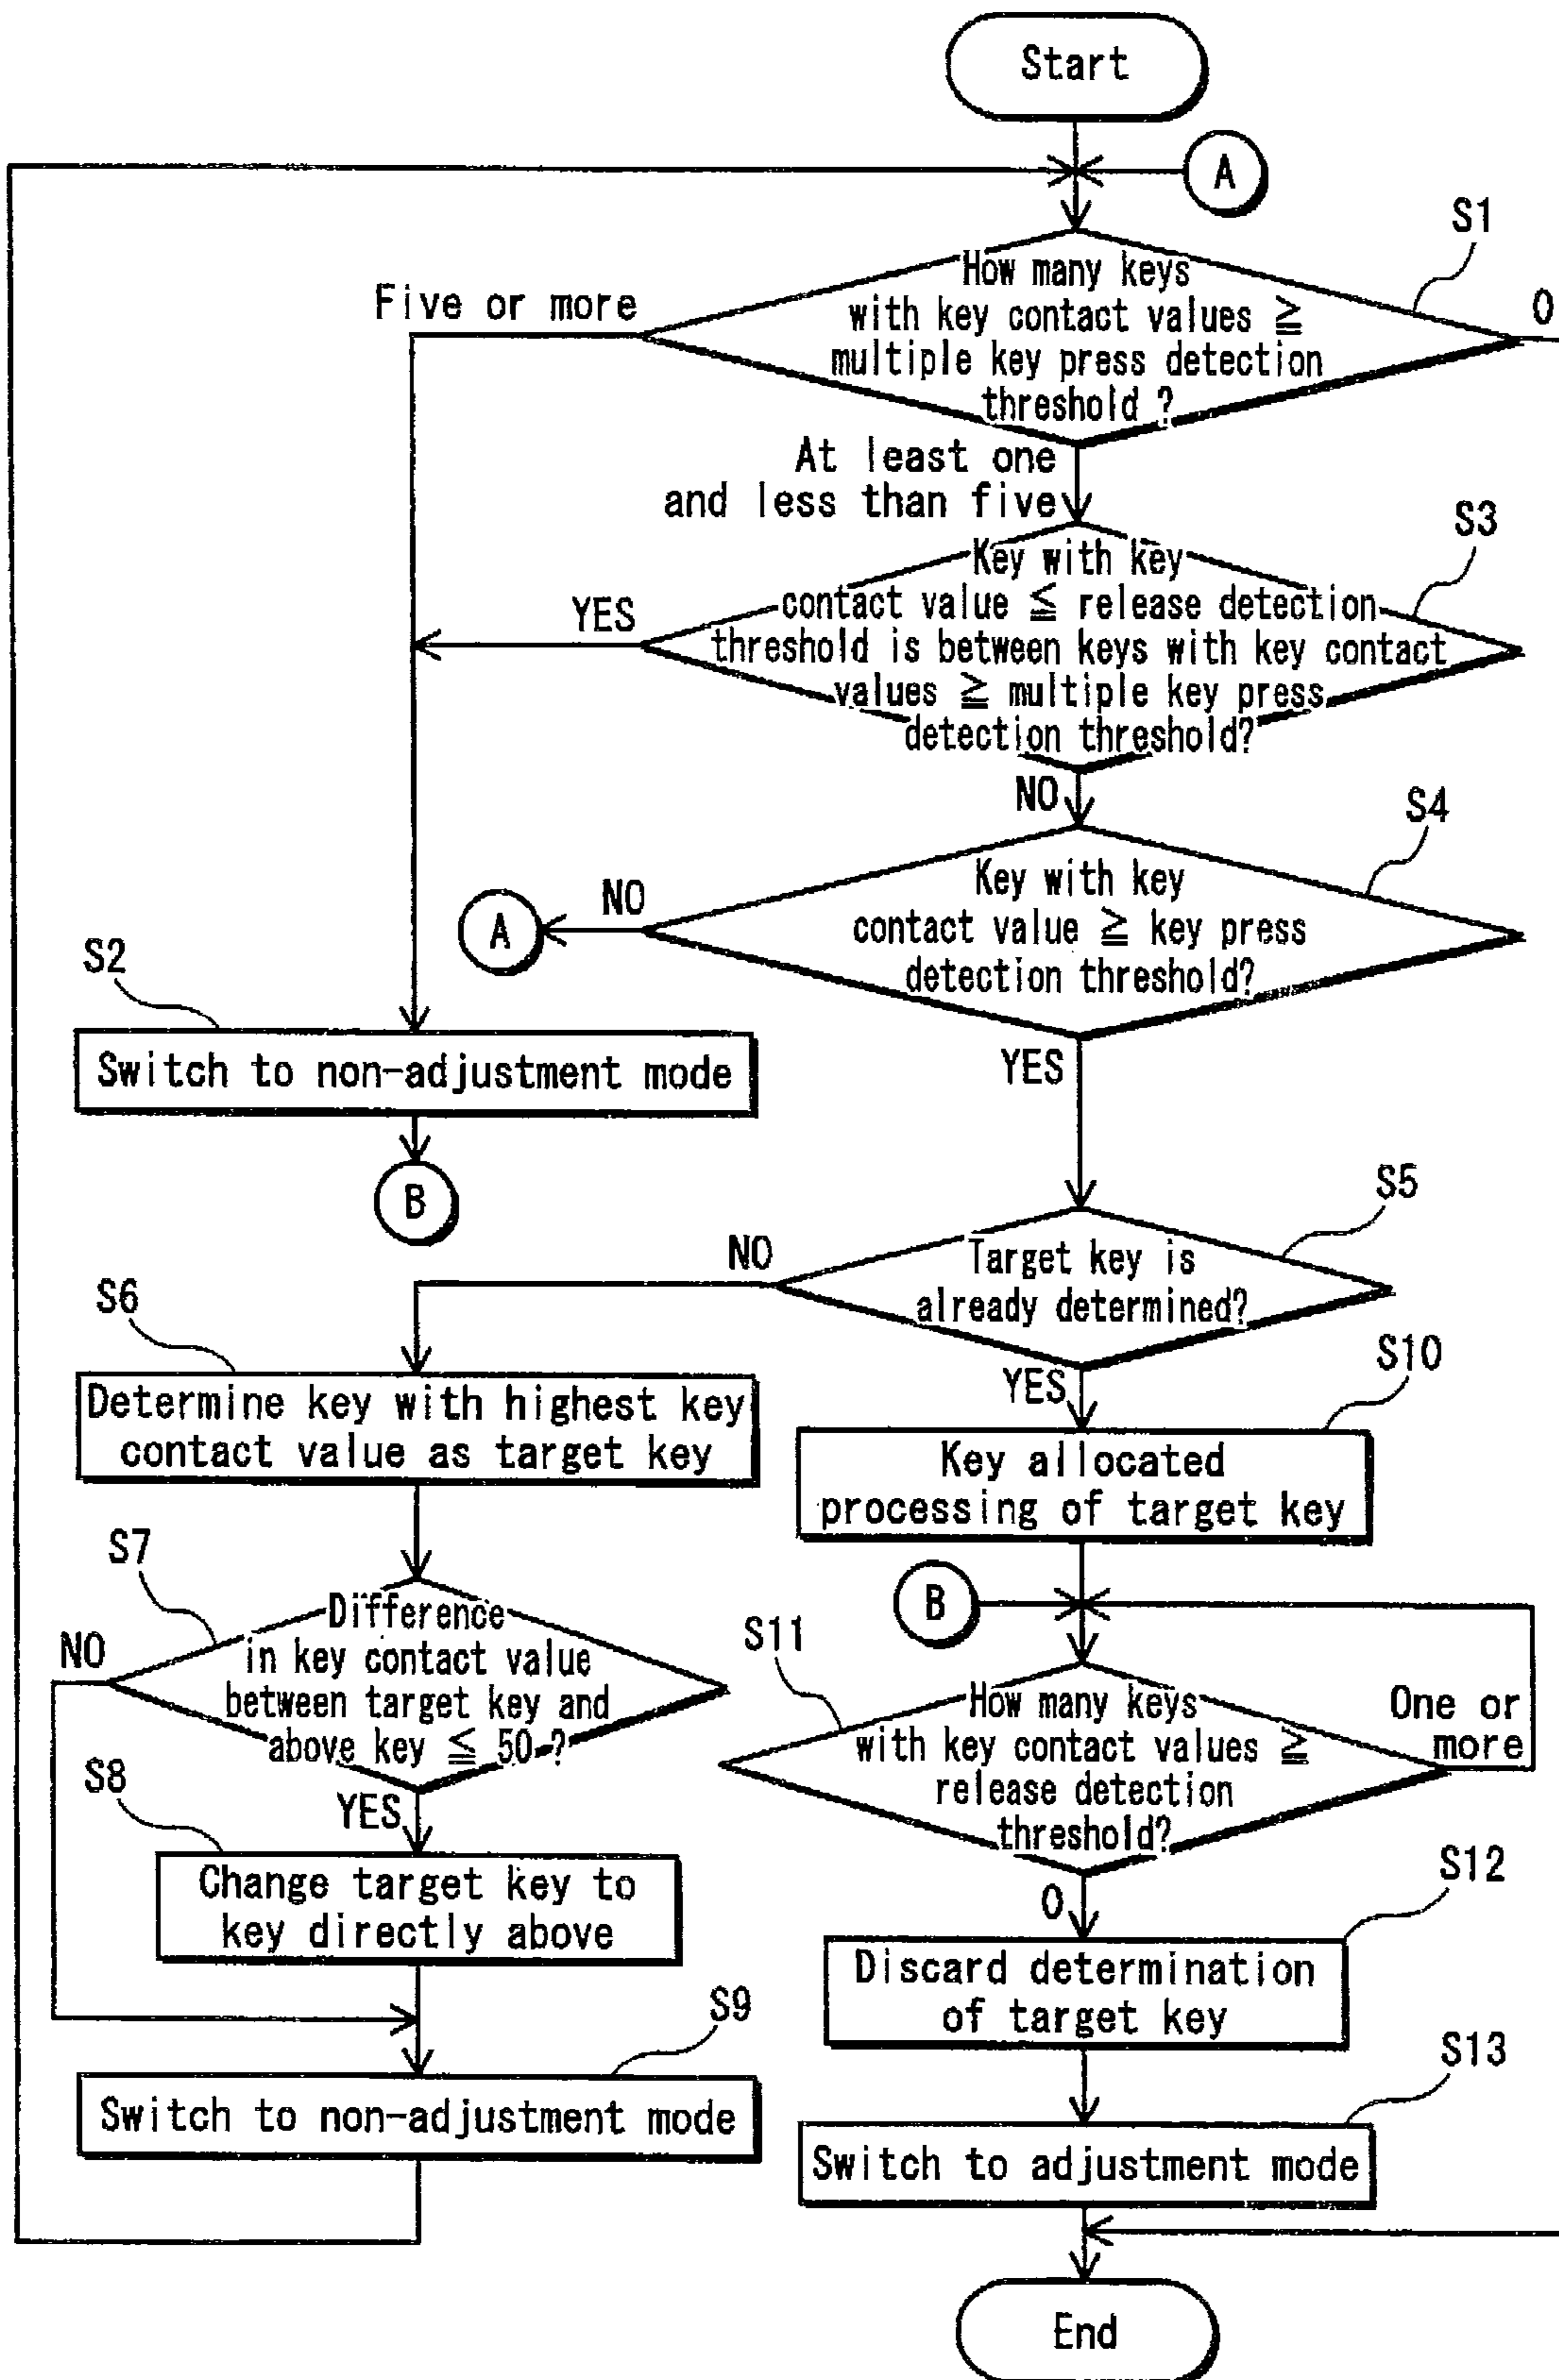 Start
A
S1
How many keys
with key contact values ≧
multiple key press detection
threshold ?
Five or more
0
At least one
and less than five
S3
Key with key
contact value ≦ release detection
threshold is between keys with key contact
values ≧ multiple key press
detection threshold?
YES
NO
S4
Key with key
contact value ≧ key press
detection threshold?
NO
A
YES
S2
Switch to non-adjustment mode
B
S5
Target key is
already determined?
NO
YES
S6
Determine key with highest key
contact value as target key
S10
Key allocated
processing of target key
S7
Difference
in key contact value
between target key and
above key ≦ 50 ?
NO
YES
B
S11
How many keys
with key contact values ≧
release detection
threshold?
One or
more
0
S8
Change target key to
key directly above
S12
Discard determination
of target key
S9
Switch to non-adjustment mode
S13
Switch to adjustment mode
End